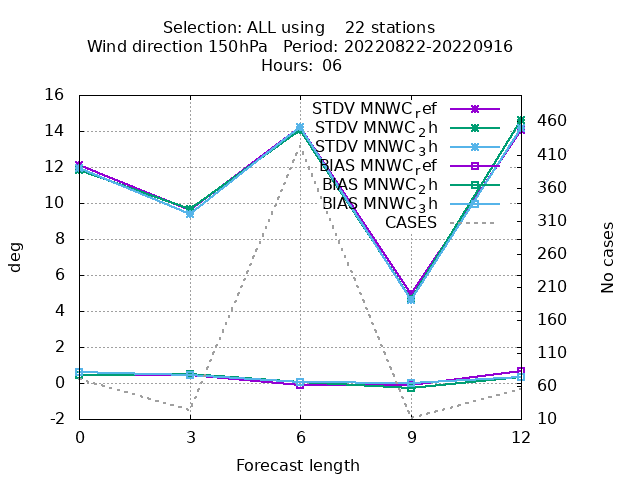 Selection: ALL using    22 stations
Wind direction 150hPa   Period: 20220822-20220916
Hours: 06
STDV MNWC_ref
STDV MNWC_2h
STDV MNWC_3h
BIAS MNWC_ref
BIAS MNWC_2h
BIAS MNWC_3h
CASES
16
14
12
10
8
6
4
2
0
-2
deg
460
410
360
310
260
210
160
110
60
10
No cases
0 3 6 9 12
Forecast length